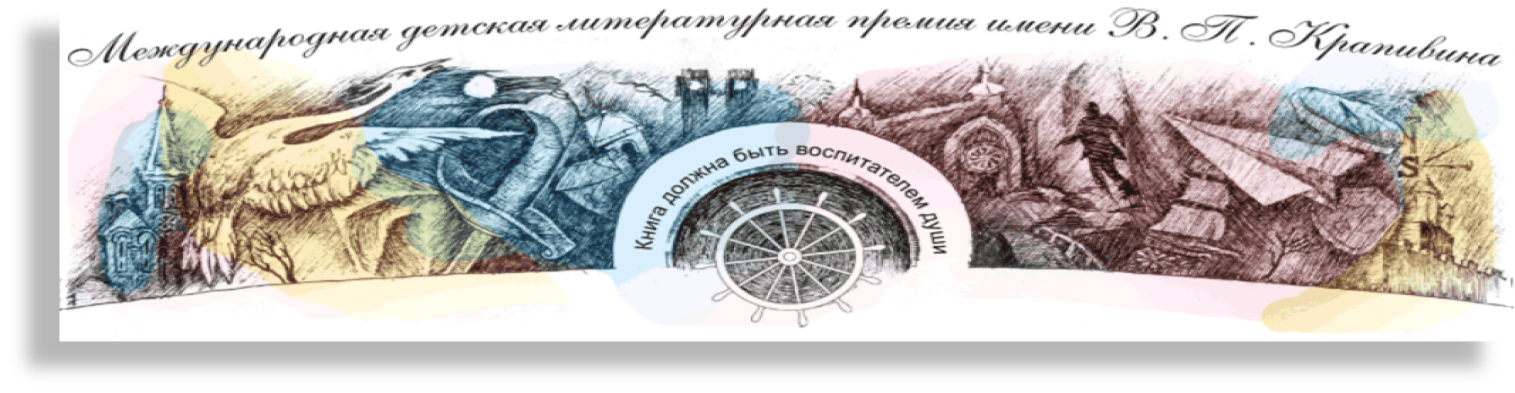 Международная детская литературная премия имени В. П. Крапивина
Книга должна быть воспитателем души
S